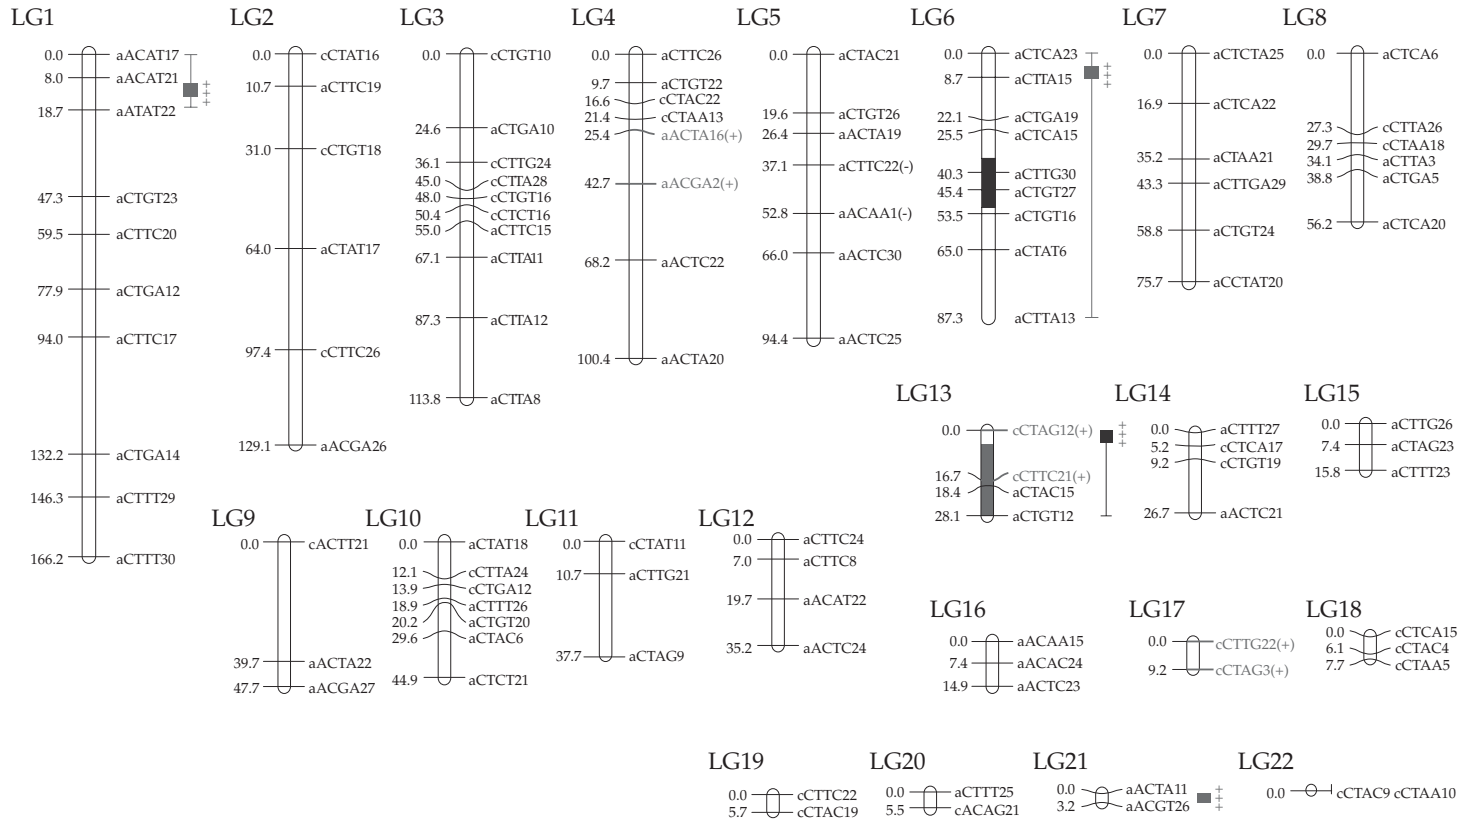 LG1
0.0 aACAT17
8.0 aACAT21
18.7 aATAT22
47.3 aCTGT23
59.5 aCTTC20
77.9 aCTGA12
94.0 aCTTC17
132.2 aCTGA14
146.3 aCTTT29
166.2 aCTTT30
+
+
+
LG2
0.0 cCTAT16
10.7 aCTTC19
31.0 cCTGT18
64.0 aCTAT17
97.4 cCTTC26
129.1 aACGA26
LG3
0.0 cCTGT10
24.6 aCTGA10
36.1 cCTTG24
45.0 cCTTA28
48.0 cCTGT16
50.4 cCTCT16
55.0 aCTTC15
67.1 aCTTA11
87.3 aCTTA12
113.8 aCTTA8
LG4
0.0 aCTTC26
9.7 aCTGT22
16.6 cCTAC22
21.4 cCTAA13
25.4 aACTA16(+)
42.7 aACGA2(+)
68.2 aACTC22
100.4 aACTA20
LG5
0.0 aCTAC21
19.6 aCTGT26
26.4 aACTA19
37.1 aCTTC22(-)
52.8 aACAA1(-)
66.0 aACTC30
94.4 aACTC25
LG6
0.0 aCTCA23
8.7 aCTTA15
22.1 aCTGA19
25.5 aCTCA15
40.3 aCTTG30
45.4 aCTGT27
53.5 aCTGT16
65.0 aCTAT6
87.3 aCTTA13
+
+
+
LG7
0.0 aCTCTA25
16.9 aCTCA22
35.2 aCTAA21
43.3 aCTTGA29
58.8 aCTGT24
75.7 aCCTAT20
LG8
0.0 aCTCA6
27.3 cCTTA26
29.7 cCTAA18
34.1 aCTTA3
38.8 aCTGA5
56.2 aCTCA20
LG13
0.0 cCTAG12(+)
16.7 cCTTC21(+)
18.4 aCTAC15
28.1 aCTGT12
+
+
+
LG14
0.0 aCTTT27
5.2 cCTCA17
9.2 cCTGT19
26.7 aACTC21
LG15
0.0 aCTTG26
7.4 aCTAG23
15.8 aCTTT23
LG9
0.0 cACTT21
39.7 aACTA22
47.7 aACGA27
LG10
0.0 aCTAT18
12.1 cCTTA24
13.9 cCTGA12
18.9 aCTTT26
20.2 aCTGT20
29.6 aCTAC6
44.9 aCTCT21
LG11
0.0 cCTAT11
10.7 aCTTG21
37.7 aCTAG9
LG12
0.0 aCTTC24
7.0 aCTTC8
19.7 aACAT22
35.2 aACTC24
LG16
0.0 aACAA15
7.4 aACAC24
14.9 aACTC23
LG17
0.0 cCTTG22(+)
9.2 cCTAG3(+)
LG18
0.0 cCTCA15
6.1 cCTAC4
7.7 cCTAA5
LG19
0.0 cCTTC22
5.7 cCTAC19
LG20
0.0 aCTTT25
5.5 cACAG21
LG21
0.0 aACTA11
3.2 aACGT26
+
+
+
LG22
0.0 cCTAC9 cCTAA10